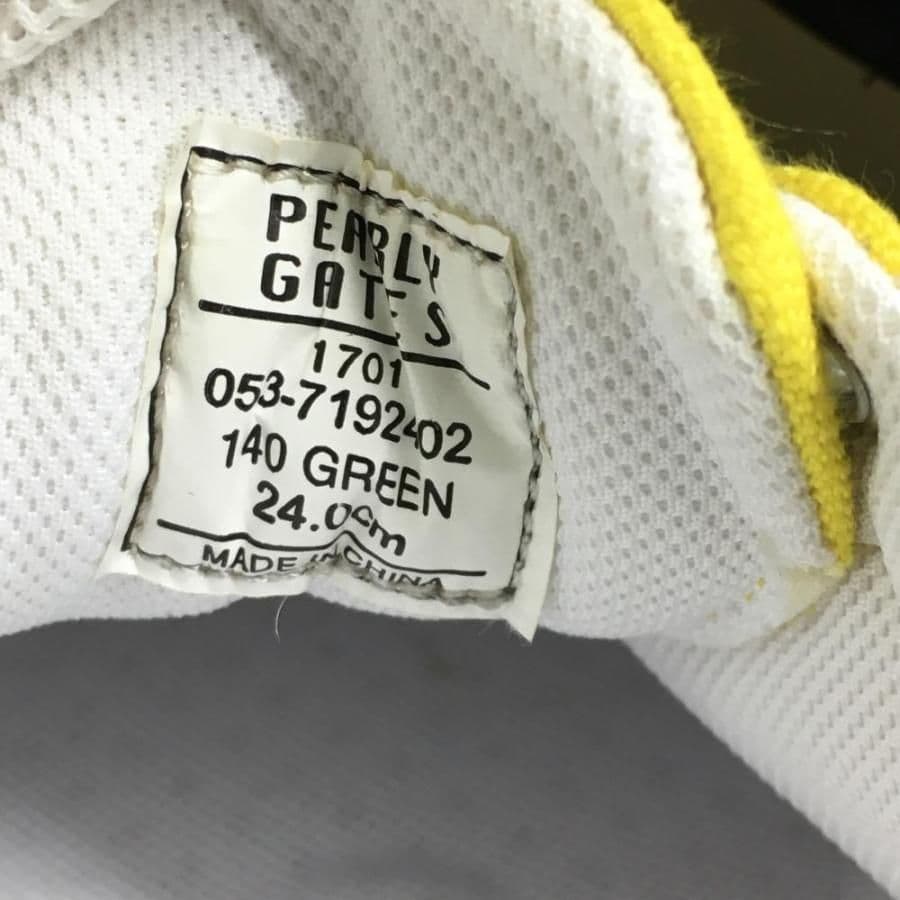 PEARLY
GATES
1701
053-7192402
140 GREEN
24.0cm
MADE IN CHINA